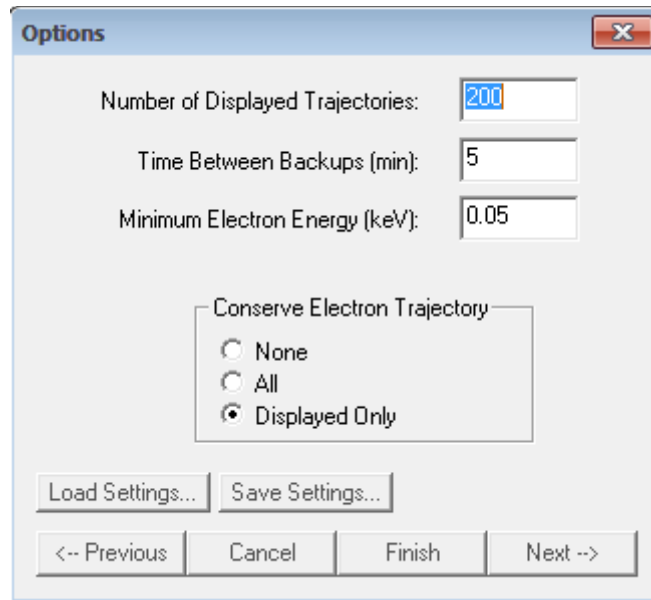 Options
Number of Displayed Trajectories: 200
Time Between Backups (min): 5
Minimum Electron Energy (keV): 0.05
Conserve Electron Trajectory
None
All
Displayed Only
Load Settings... Save Settings...
<-- Previous Cancel Finish Next -->